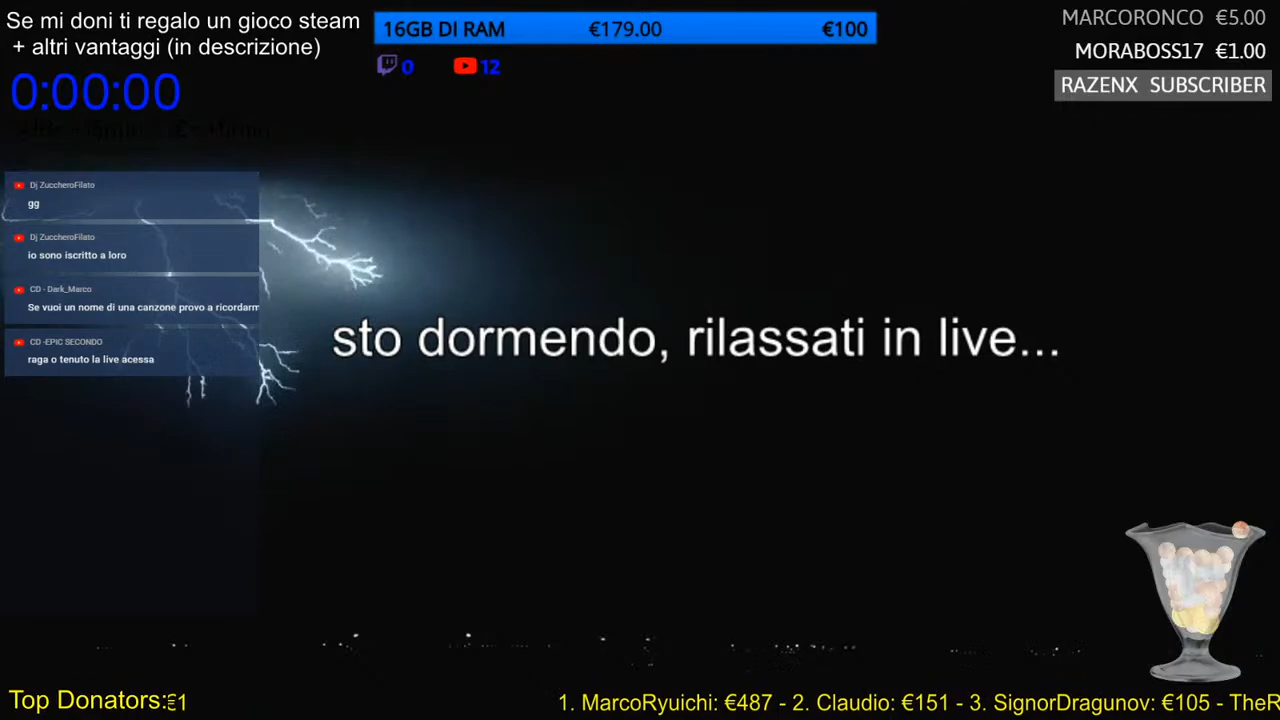 Se mi doni ti regalo un gioco steam
+ altri vantaggi (in descrizione)
0:00:00
16GB DI RAM €179.00 €100
0 12
MARCORONCO €5.00
MORABOSS17 €1.00
RAZENX SUBSCRIBER
Dj ZuccheroFilato
gg
Dj ZuccheroFilato
io sono iscritto a loro
CD - Dark_Marco
Se vuoi un nome di una canzone provo a ricordarm
CD -EPIC SECONDO
raga o tenuto la live acessa
sto dormendo, rilassati in live...
Top Donators:
1. MarcoRyuichi: €487 - 2. Claudio: €151 - 3. SignorDragunov: €105 - TheR